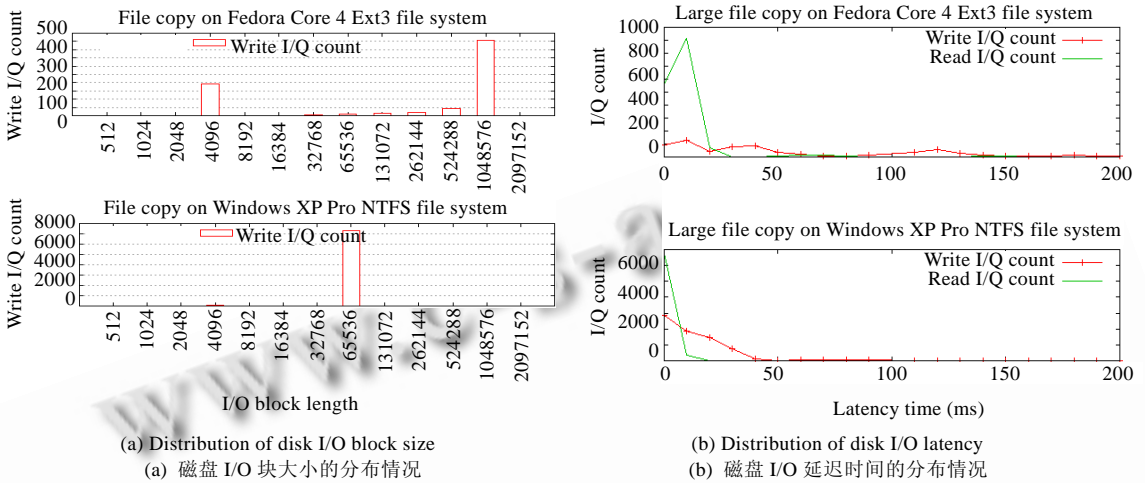 File copy on Fedora Core 4 Ext3 file system
Write I/Q count
500
400
300
200
100
0
Write I/Q count
512
1024
2048
4096
8192
16384
32768
65536
131072
262144
524288
1048576
2097152
File copy on Windows XP Pro NTFS file system
Write I/Q count
8000
6000
4000
2000
0
Write I/Q count
512
1024
2048
4096
8192
16384
32768
65536
131072
262144
524288
1048576
2097152
I/O block length
(a) Distribution of disk I/O block size
(a) 磁盘 I/O 块大小的分布情况
Large file copy on Fedora Core 4 Ext3 file system
I/Q count
1000
800
600
400
200
0
Write I/Q count
Read I/Q count
0
50
100
150
200
Large file copy on Windows XP Pro NTFS file system
I/Q count
6000
4000
2000
0
Write I/Q count
Read I/Q count
0
50
100
150
200
Latency time (ms)
(b) Distribution of disk I/O latency
(b) 磁盘 I/O 延迟时间的分布情况